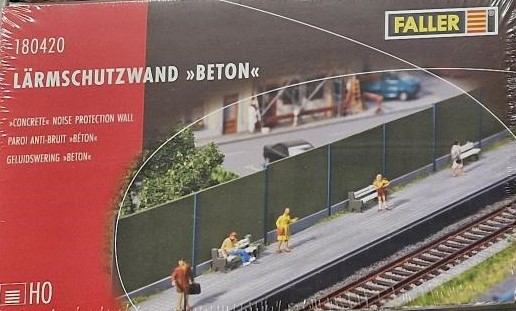 180420
FALLER
LÄRMSCHUTZWAND »BETON«
»CONCRETE« NOISE PROTECTION WALL
PAROI ANTI-BRUIT »BÉTON«
GELUIDSWERING »BETON«
H0